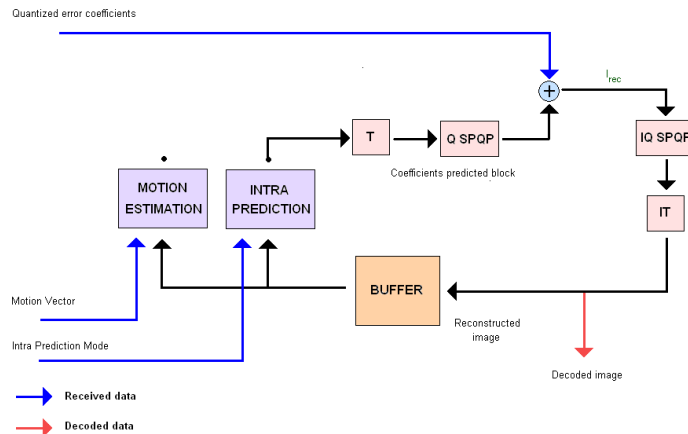 Quantized error coefficients
+
I_rec
T
Q SPQP
IQ SPQP
Coefficients predicted block
MOTION
ESTIMATION
INTRA
PREDICTION
IT
BUFFER
Motion Vector
Reconstructed
image
Intra Prediction Mode
Decoded image
Received data
Decoded data